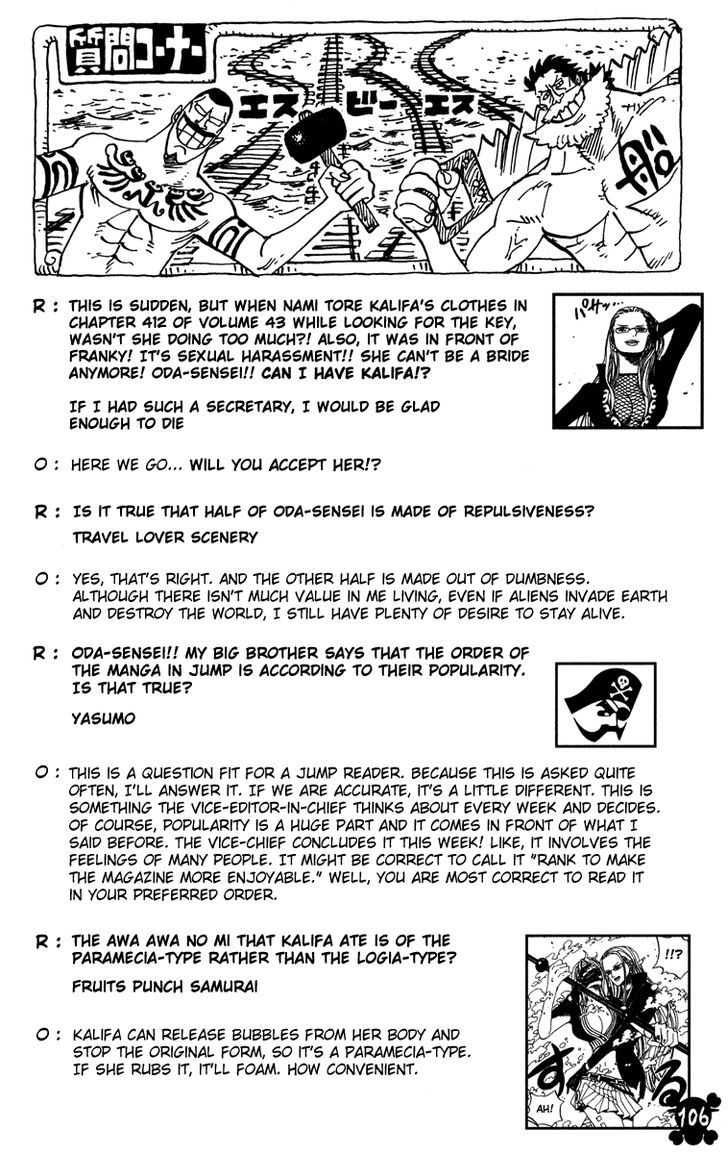 質問コーナー
エス ビー エス
船
R: THIS IS SUDDEN, BUT WHEN NAMI TORE KALIFA'S CLOTHES IN
CHAPTER 412 OF VOLUME 43 WHILE LOOKING FOR THE KEY,
WASN'T SHE DOING TOO MUCH?! ALSO, IT WAS IN FRONT OF
FRANKY! IT'S SEXUAL HARASSMENT!! SHE CAN'T BE A BRIDE
ANYMORE! ODA-SENSEI!! CAN I HAVE KALIFA!?
IF I HAD SUCH A SECRETARY, I WOULD BE GLAD
ENOUGH TO DIE
O: HERE WE GO... WILL YOU ACCEPT HER!?
R: IS IT TRUE THAT HALF OF ODA-SENSEI IS MADE OF REPULSIVENESS?
TRAVEL LOVER SCENERY
O: YES, THAT'S RIGHT. AND THE OTHER HALF IS MADE OUT OF DUMBNESS.
ALTHOUGH THERE ISN'T MUCH VALUE IN ME LIVING, EVEN IF ALIENS INVADE EARTH
AND DESTROY THE WORLD, I STILL HAVE PLENTY OF DESIRE TO STAY ALIVE.
R: ODA-SENSEI!! MY BIG BROTHER SAYS THAT THE ORDER OF
THE MANGA IN JUMP IS ACCORDING TO THEIR POPULARITY.
IS THAT TRUE?
YASUMO
O: THIS IS A QUESTION FIT FOR A JUMP READER. BECAUSE THIS IS ASKED QUITE
OFTEN, I'LL ANSWER IT. IF WE ARE ACCURATE, IT'S A LITTLE DIFFERENT. THIS IS
SOMETHING THE VICE-EDITOR-IN-CHIEF THINKS ABOUT EVERY WEEK AND DECIDES.
OF COURSE, POPULARITY IS A HUGE PART AND IT COMES IN FRONT OF WHAT I
SAID BEFORE. THE VICE-CHIEF CONCLUDES IT THIS WEEK! LIKE, IT INVOLVES THE
FEELINGS OF MANY PEOPLE. IT MIGHT BE CORRECT TO CALL IT "RANK TO MAKE
THE MAGAZINE MORE ENJOYABLE." WELL, YOU ARE MOST CORRECT TO READ IT
IN YOUR PREFERRED ORDER.
R: THE AWA AWA NO MI THAT KALIFA ATE IS OF THE
PARAMECIA-TYPE RATHER THAN THE LOGIA-TYPE?
FRUITS PUNCH SAMURAI
!!?
O: KALIFA CAN RELEASE BUBBLES FROM HER BODY AND
STOP THE ORIGINAL FORM, SO IT'S A PARAMECIA-TYPE.
IF SHE RUBS IT, IT'LL FOAM. HOW CONVENIENT.
する
AH!
106